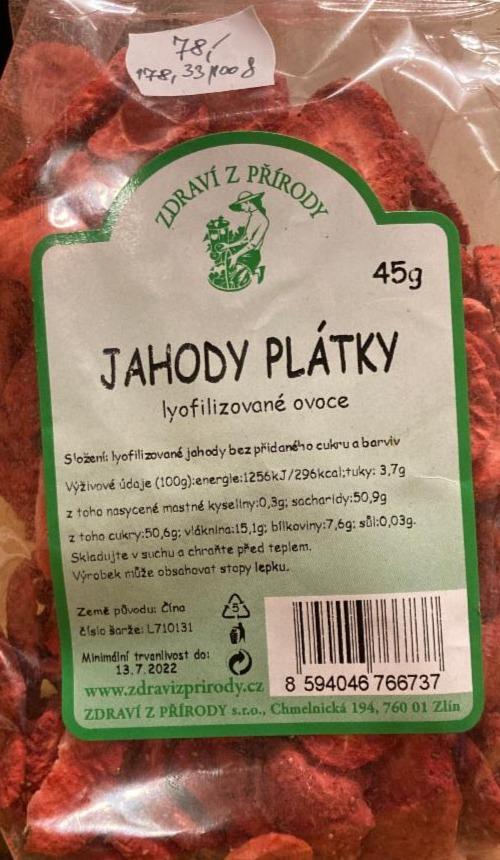 78,-
178,33/100g
ZDRAVÍ Z PŘÍRODY
45g
JAHODY PLÁTKY
lyofilizované ovoce
Složení: lyofilizované jahody bez přidaného cukru a barviv
Výživové údaje (100g):energie:1256kJ/296kcal;tuky: 3,7g
z toho nasycené mastné kyseliny:0,3g; sacharidy:50,9g
z toho cukry:50,6g; vláknina:15,1g; bílkoviny:7,6g; sůl:0,03g.
Skladujte v suchu a chraňte před teplem.
Výrobek může obsahovat stopy lepku.
Země původu: Čína
číslo šarže: L710131
5
Minimální trvanlivost do:
13.7.2022
8 594046 766737
www.zdravizprirody.cz
ZDRAVÍ Z PŘÍRODY s.r.o., Chmelnická 194, 760 01 Zlín